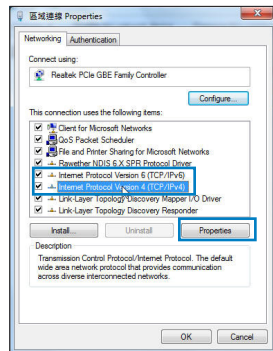 區域連線 Properties
Networking
Authentication
Connect using:
Realtek PCIe GBE Family Controller
Configure...
This connection uses the following items:
Client for Microsoft Networks
QoS Packet Scheduler
File and Printer Sharing for Microsoft Networks
Rawether NDIS 6.X SPR Protocol Driver
Internet Protocol Version 6 (TCP/IPv6)
Internet Protocol Version 4 (TCP/IPv4)
Link-Layer Topology Discovery Mapper I/O Driver
Link-Layer Topology Discovery Responder
Install...
Uninstall
Properties
Description
Transmission Control Protocol/Internet Protocol. The default
wide area network protocol that provides communication
across diverse interconnected networks.
OK
Cancel